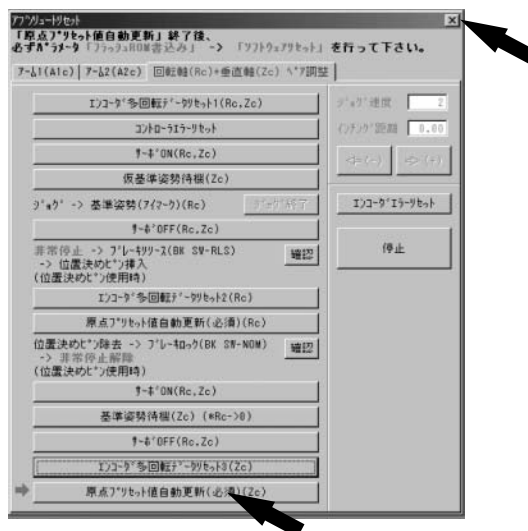 アブソリュートリセット
「原点プリセット値自動更新」終了後、
必ずパラメータ「フラッシュROM書込み」 -> 「ソフトウェアリセット」を行って下さい。
アーム1(A1c) アーム2(A2c) 回転軸(Rc)+垂直軸(Zc) ペア調整
エンコーダ多回転データリセット1(Rc,Zc)
コントローラエラーリセット
サーボON(Rc,Zc)
仮基準姿勢待機(Zc)
ジョグ -> 基準姿勢(アイマーク)(Rc) ジョグ終了
サーボOFF(Rc,Zc)
非常停止 -> ブレーキリリース(BK SW-RLS)
-> 位置決めピン挿入
(位置決めピン使用時)
確認
エンコーダ多回転データリセット2(Rc)
原点プリセット値自動更新(必須)(Rc)
位置決めピン除去 -> ブレーキロック(BK SW-NOM)
-> 非常停止解除
(位置決めピン使用時)
確認
サーボON(Rc,Zc)
基準姿勢待機(Zc) (*Rc->0)
サーボOFF(Rc,Zc)
エンコーダ多回転データリセット3(Zc)
原点プリセット値自動更新(必須)(Zc)
ジョグ速度 2
インチング距離 0.00
<=(-) =>(+)
エンコーダエラーリセット
停止